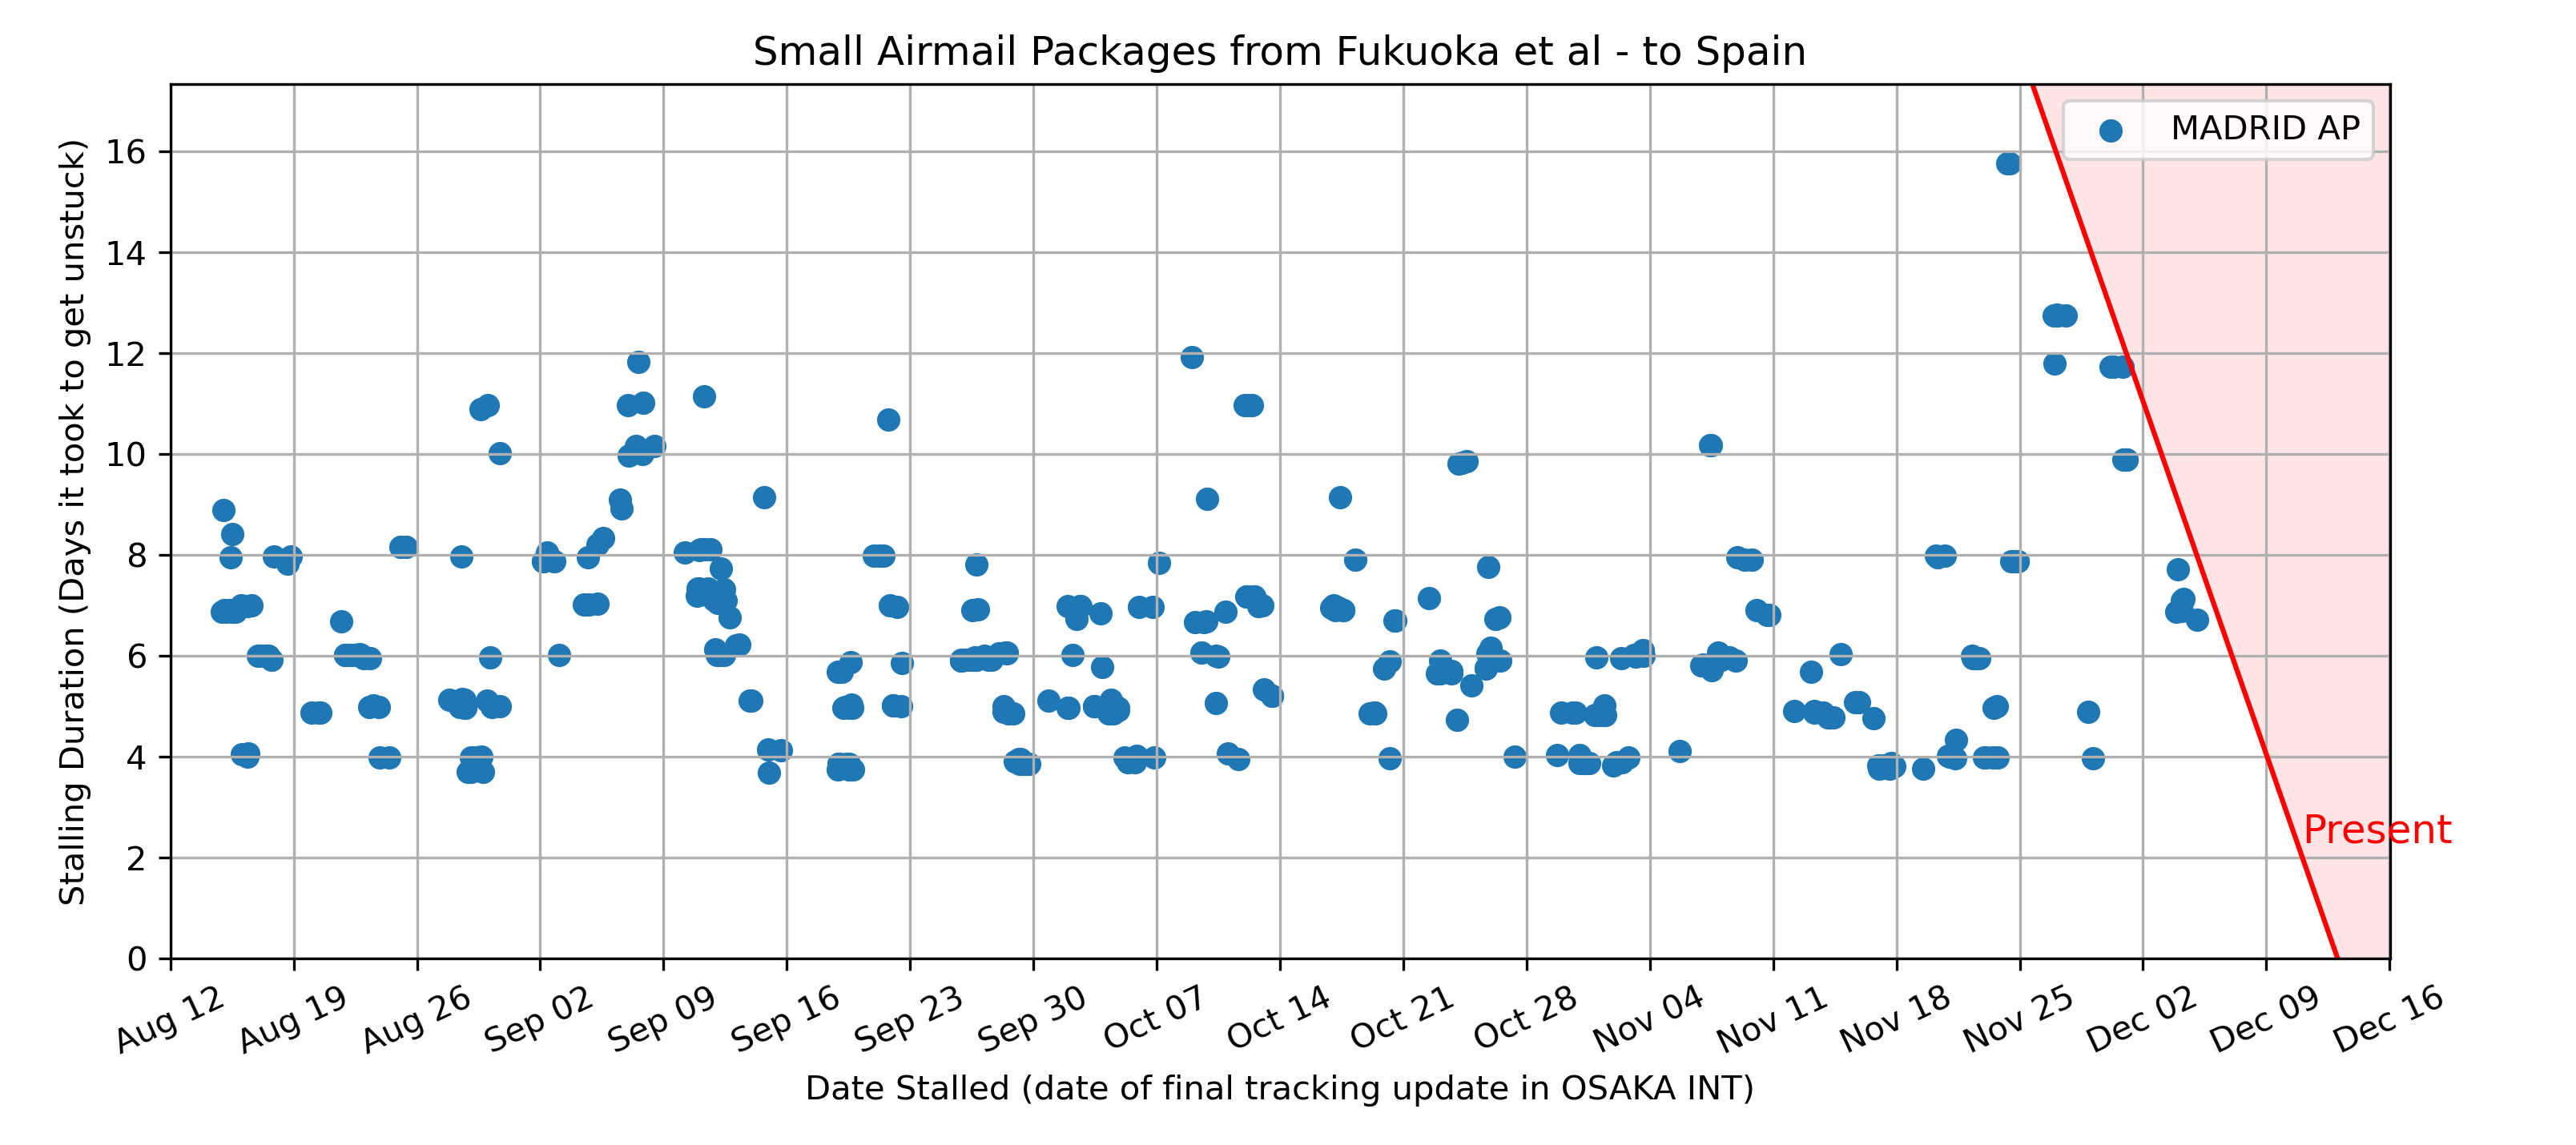 Small Airmail Packages from Fukuoka et al - to Spain
MADRID AP
Stalling Duration (Days it took to get unstuck)
16
14
12
10
8
6
4
2
0
Present
Aug 12 Aug 19 Aug 26 Sep 02 Sep 09 Sep 16 Sep 23 Sep 30 Oct 07 Oct 14 Oct 21 Oct 28 Nov 04 Nov 11 Nov 18 Nov 25 Dec 02 Dec 09 Dec 16
Date Stalled (date of final tracking update in OSAKA INT)